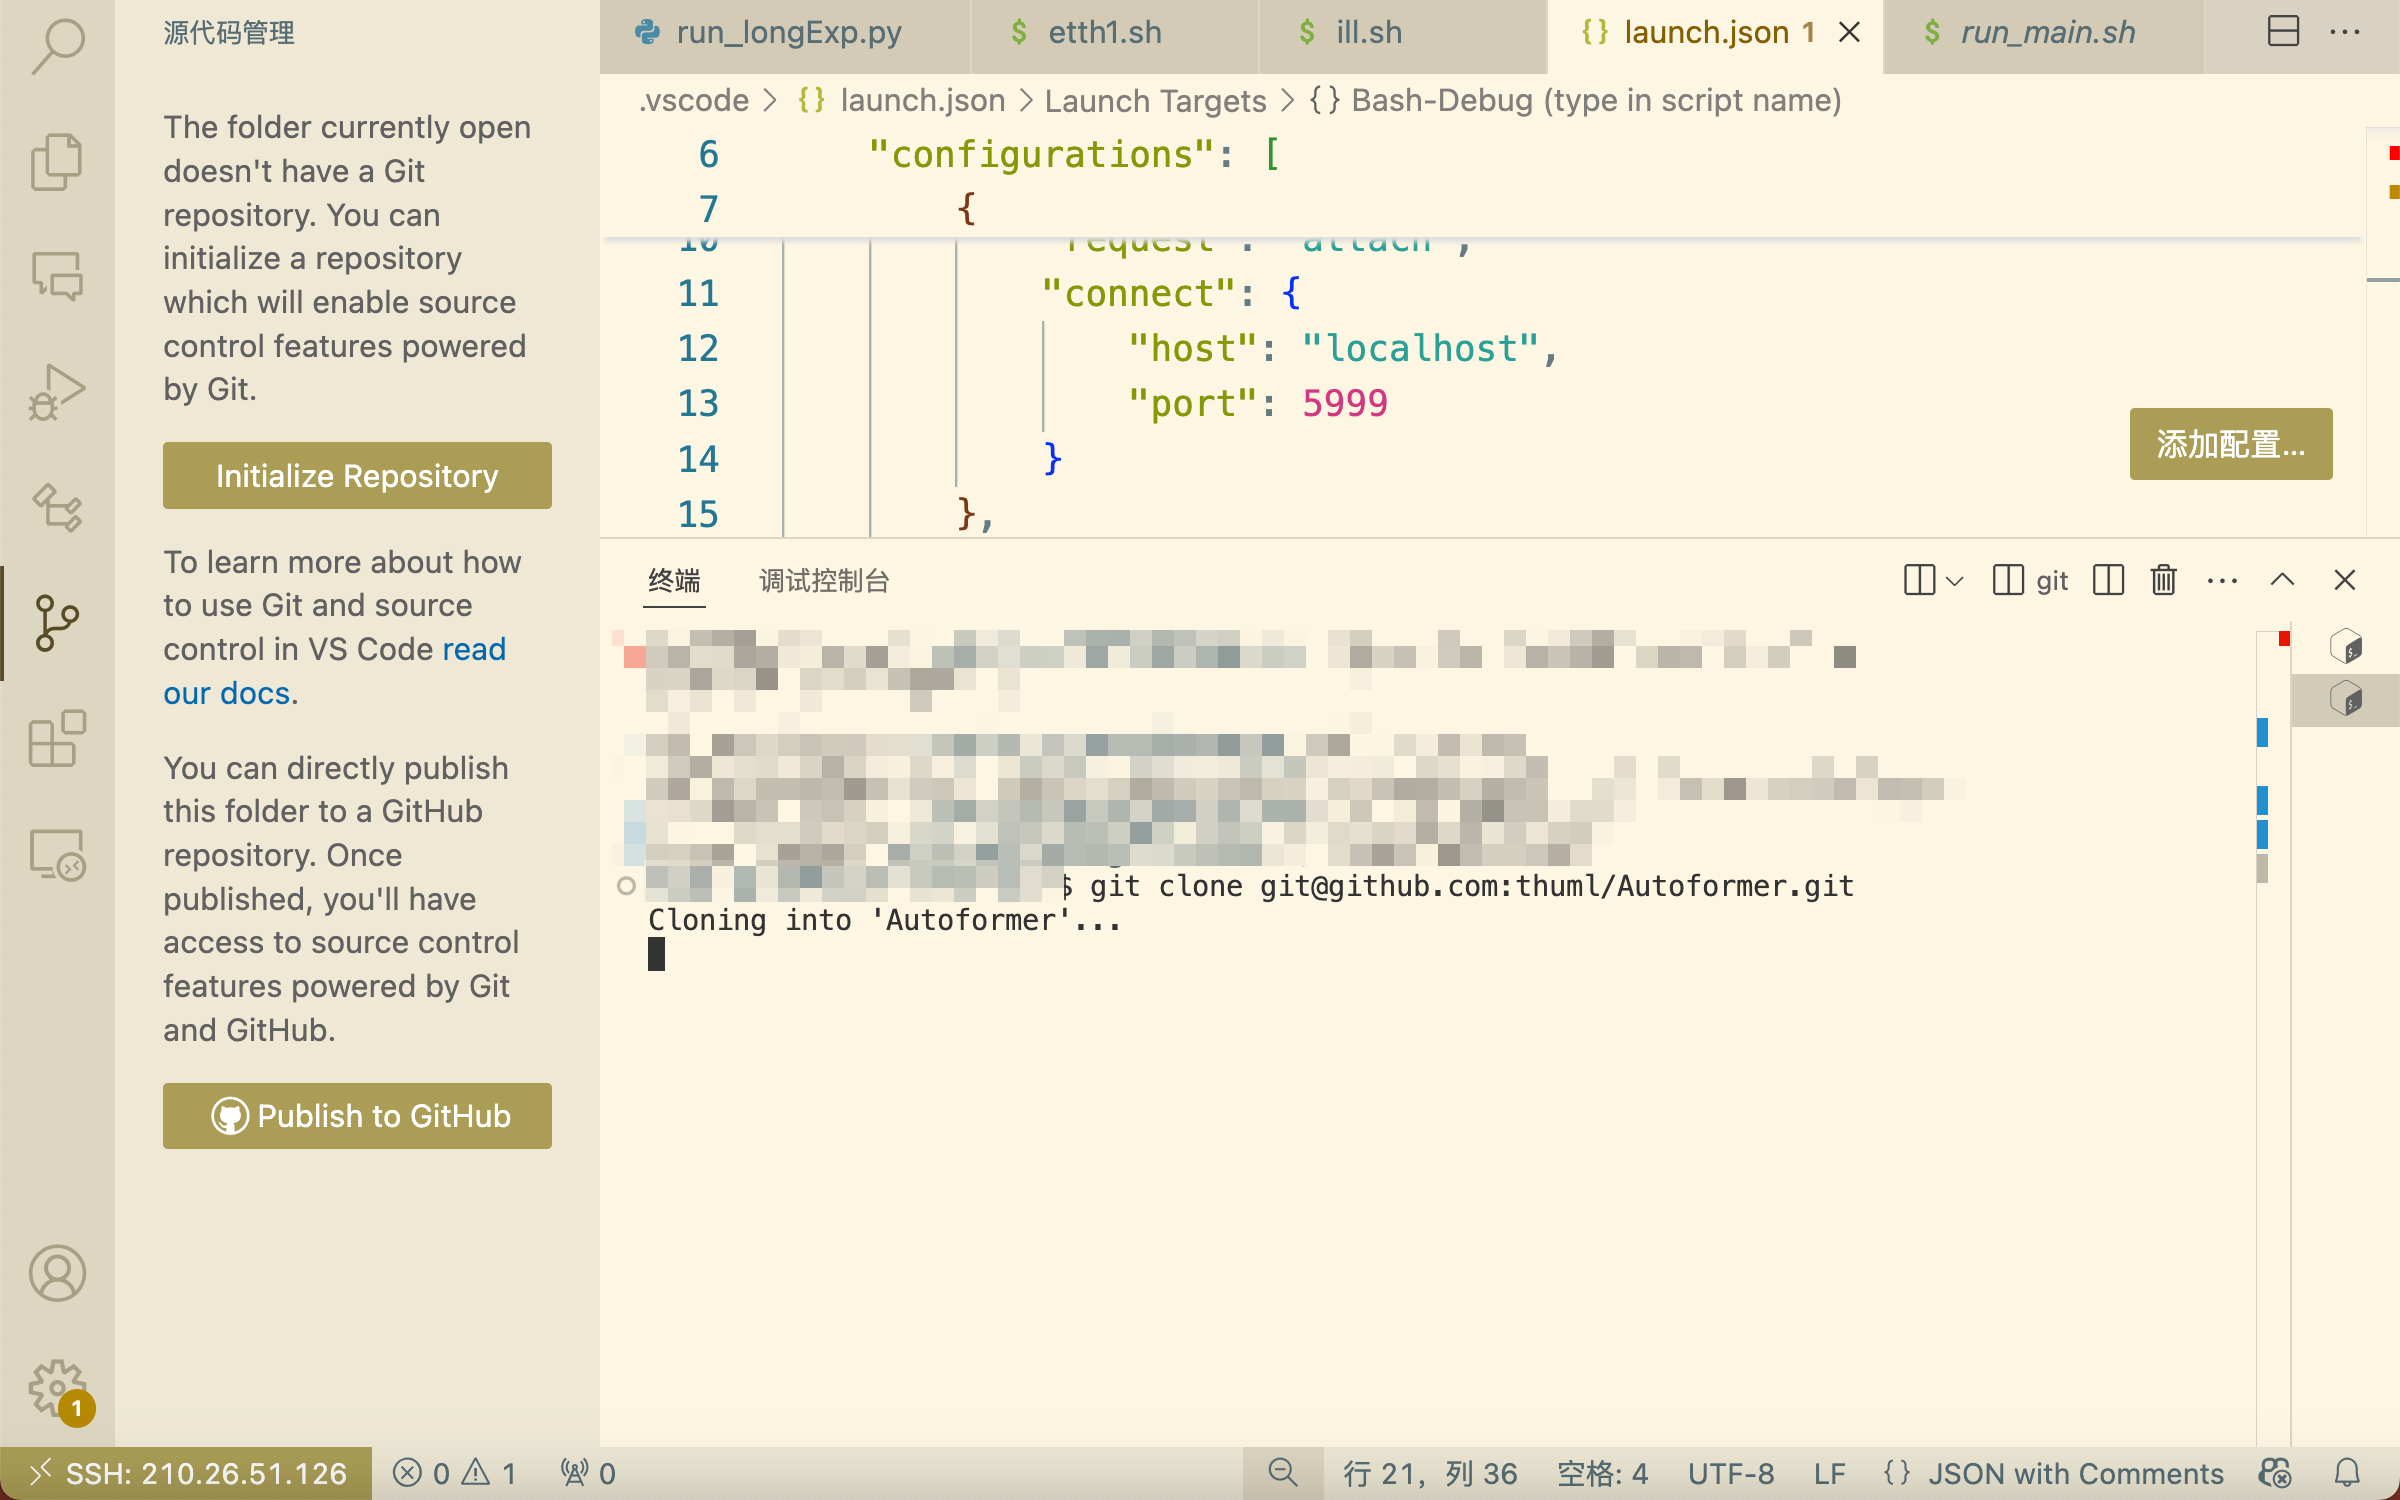 源代码管理
The folder currently open
doesn't have a Git
repository. You can
initialize a repository
which will enable source
control features powered
by Git.
Initialize Repository
To learn more about how
to use Git and source
control in VS Code read
our docs.
You can directly publish
this folder to a GitHub
repository. Once
published, you'll have
access to source control
features powered by Git
and GitHub.
Publish to GitHub
1
run_longExp.py
$ etth1.sh
$ ill.sh
{} launch.json 1
$ run_main.sh
.vscode > {} launch.json > Launch Targets > {} Bash-Debug (type in script name)
6 "configurations": [
7 {
10 "request": "attach",
11 "connect": {
12 "host": "localhost",
13 "port": 5999
14 }
15 },
添加配置...
终端 调试控制台
git
$ git clone git@github.com:thuml/Autoformer.git
Cloning into 'Autoformer'...
SSH: 210.26.51.126 0 1 0 行 21, 列 36 空格: 4 UTF-8 LF {} JSON with Comments